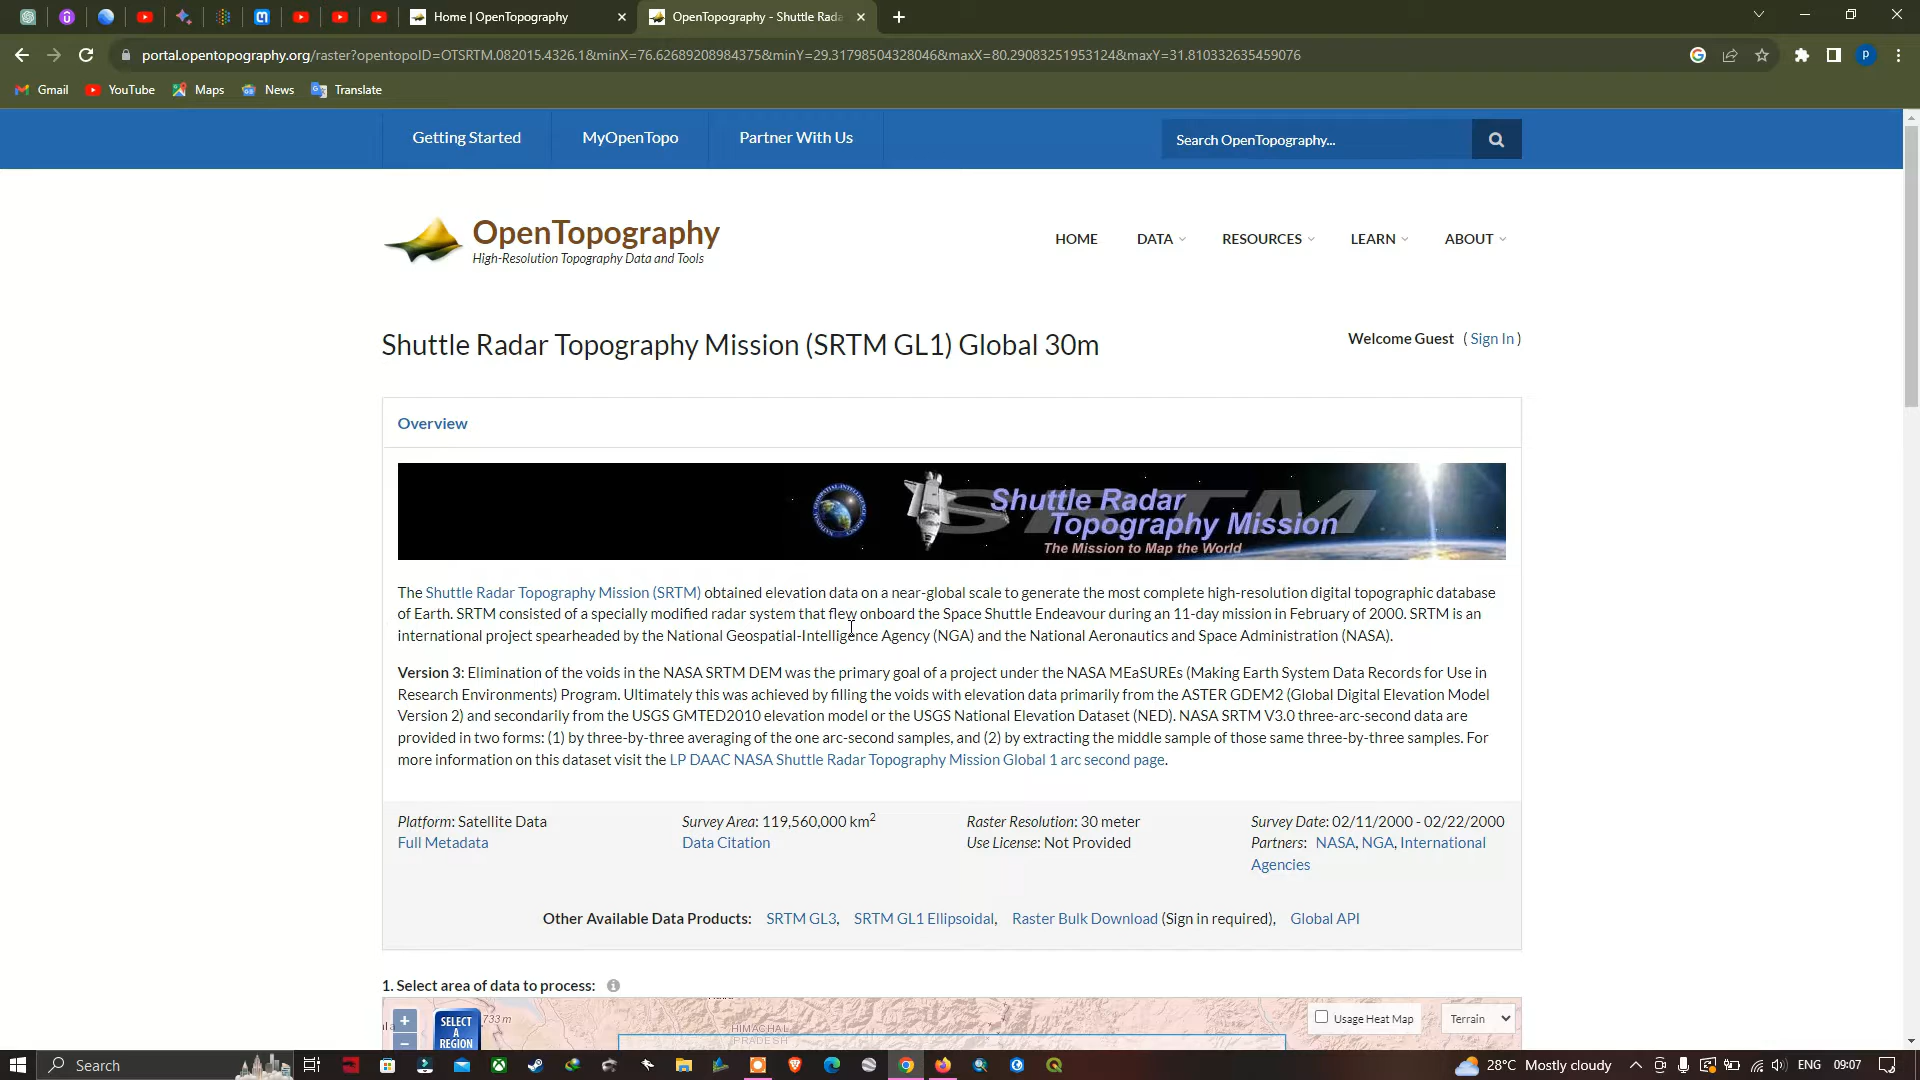 Home | OpenTopography
OpenTopography - Shuttle Rada
portal.opentopography.org/raster?opentopoID=OTSRTM.082015.4326.1&minX=76.62689208984375&minY=29.31798504328046&maxX=80.29083251953124&maxY=31.810332635459076
P
Gmail
YouTube
Maps
News
Translate
Getting Started
MyOpenTopo
Partner With Us
Search OpenTopography...
OpenTopography
High-Resolution Topography Data and Tools
HOME
DATA
RESOURCES
LEARN
ABOUT
Shuttle Radar Topography Mission (SRTM GL1) Global 30m
Welcome Guest ( Sign In )
Overview
SRTM
Shuttle Radar
Topography Mission
The Mission to Map the World
The Shuttle Radar Topography Mission (SRTM) obtained elevation data on a near-global scale to generate the most complete high-resolution digital topographic database
of Earth. SRTM consisted of a specially modified radar system that flew onboard the Space Shuttle Endeavour during an 11-day mission in February of 2000. SRTM is an
international project spearheaded by the National Geospatial-Intelligence Agency (NGA) and the National Aeronautics and Space Administration (NASA).
Version 3: Elimination of the voids in the NASA SRTM DEM was the primary goal of a project under the NASA MEaSUREs (Making Earth System Data Records for Use in
Research Environments) Program. Ultimately this was achieved by filling the voids with elevation data primarily from the ASTER GDEM2 (Global Digital Elevation Model
Version 2) and secondarily from the USGS GMTED2010 elevation model or the USGS National Elevation Dataset (NED). NASA SRTM V3.0 three-arc-second data are
provided in two forms: (1) by three-by-three averaging of the one arc-second samples, and (2) by extracting the middle sample of those same three-by-three samples. For
more information on this dataset visit the LP DAAC NASA Shuttle Radar Topography Mission Global 1 arc second page.
Platform: Satellite Data
Full Metadata
Survey Area: 119,560,000 km2
Data Citation
Raster Resolution: 30 meter
Use License: Not Provided
Survey Date: 02/11/2000 - 02/22/2000
Partners: NASA, NGA, International
Agencies
Other Available Data Products: SRTM GL3, SRTM GL1 Ellipsoidal, Raster Bulk Download (Sign in required), Global API
1. Select area of data to process:
+
−
SELECT
A
REGION
733 m
HIMACHAL
PRADESH
Usage Heat Map
Terrain
Search
28°C Mostly cloudy
ENG
09:07